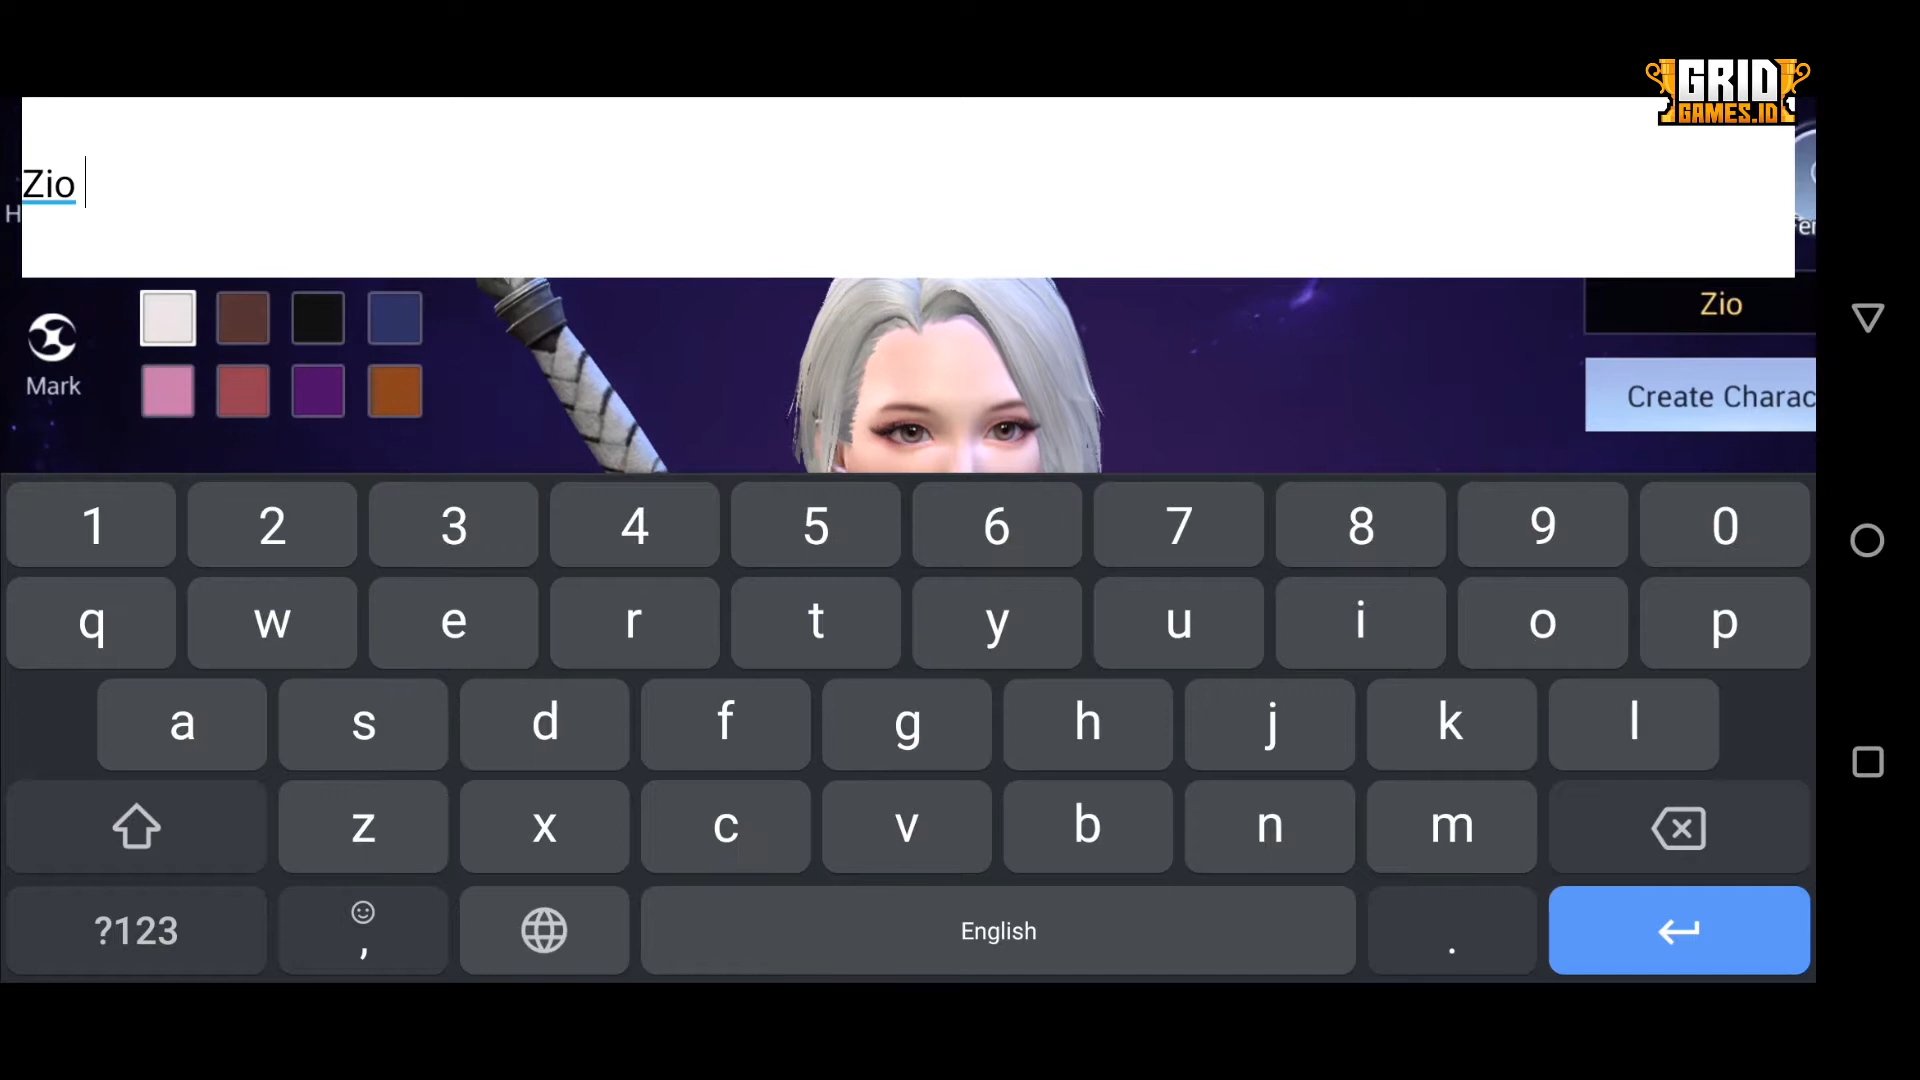 GRID
GAMES.ID
Zio
H
Fer
Mark
Zio
Create Charac
1 2 3 4 5 6 7 8 9 0
q w e r t y u i o p
a s d f g h j k l
z x c v b n m
?123 , English .